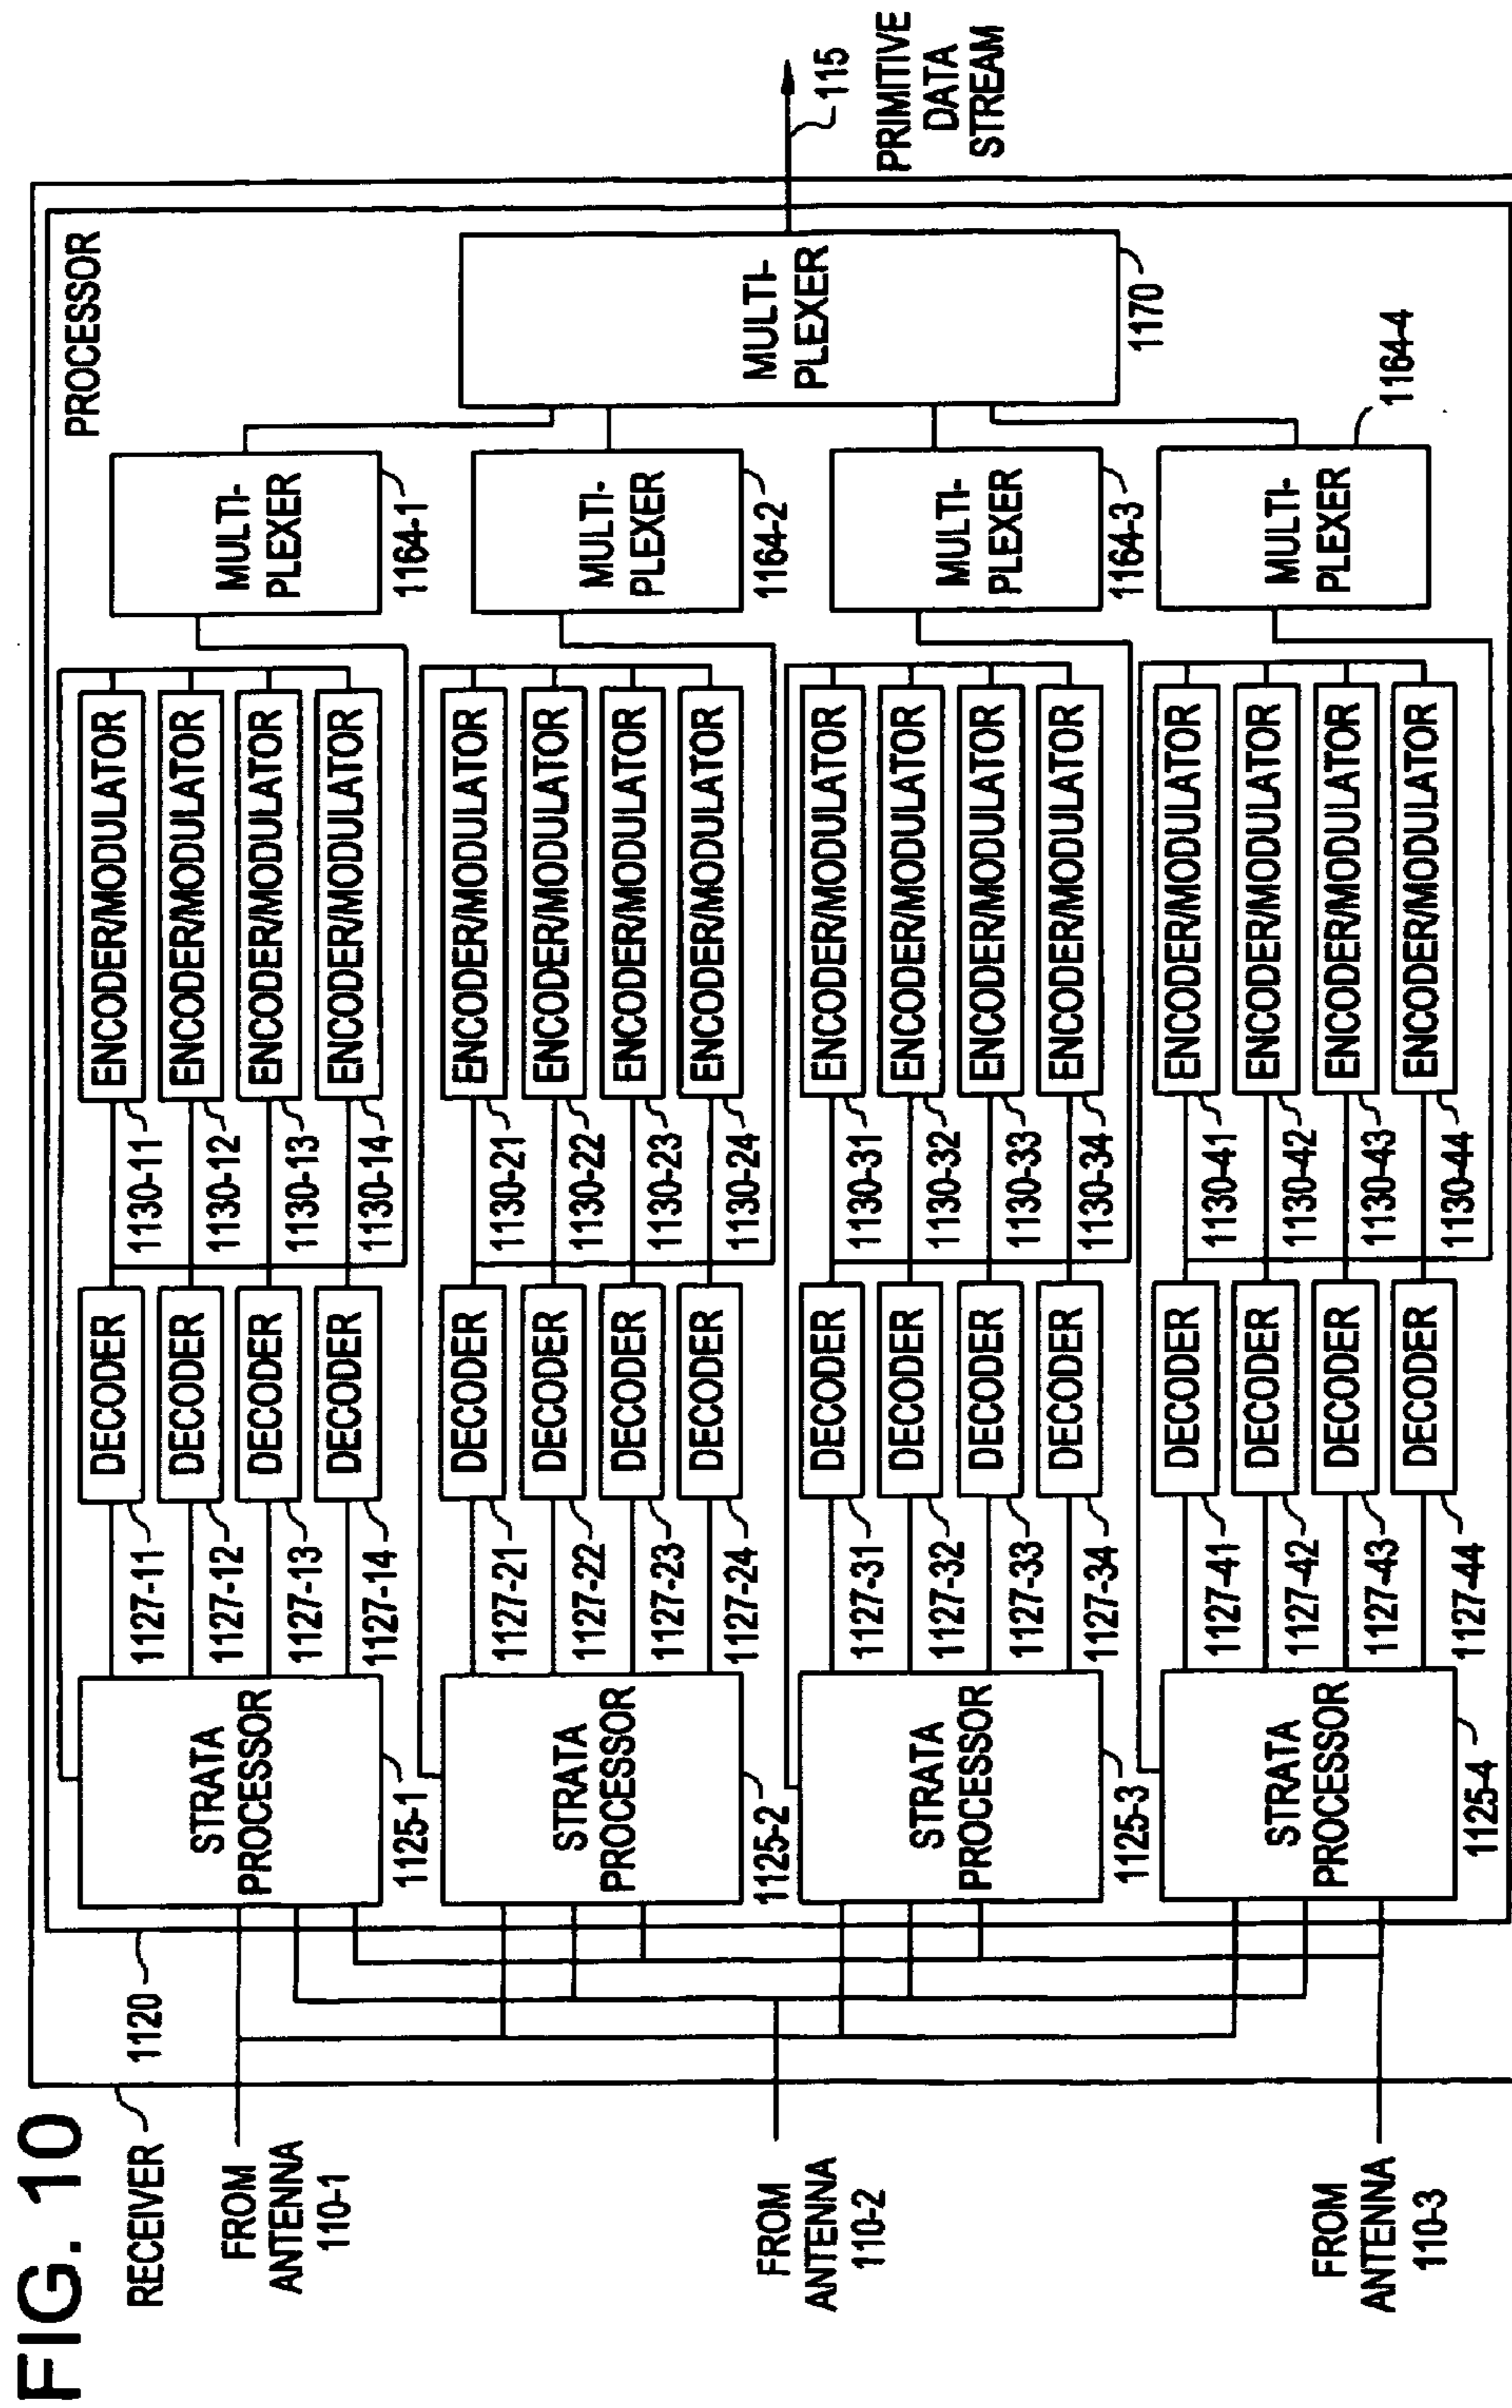 FIG. 10
RECEIVER
1120
PROCESSOR
FROM
ANTENNA
110-1
FROM
ANTENNA
110-2
FROM
ANTENNA
110-3
STRATA
PROCESSOR
1125-1
1127-11
DECODER
1130-11
ENCODER/MODULATOR
1127-12
DECODER
1130-12
ENCODER/MODULATOR
1127-13
DECODER
1130-13
ENCODER/MODULATOR
1127-14
DECODER
1130-14
ENCODER/MODULATOR
MULTI-
PLEXER
1164-1
STRATA
PROCESSOR
1125-2
1127-21
DECODER
1130-21
ENCODER/MODULATOR
1127-22
DECODER
1130-22
ENCODER/MODULATOR
1127-23
DECODER
1130-23
ENCODER/MODULATOR
1127-24
DECODER
1130-24
ENCODER/MODULATOR
MULTI-
PLEXER
1164-2
STRATA
PROCESSOR
1125-3
1127-31
DECODER
1130-31
ENCODER/MODULATOR
1127-32
DECODER
1130-32
ENCODER/MODULATOR
1127-33
DECODER
1130-33
ENCODER/MODULATOR
1127-34
DECODER
1130-34
ENCODER/MODULATOR
MULTI-
PLEXER
1164-3
STRATA
PROCESSOR
1125-4
1127-41
DECODER
1130-41
ENCODER/MODULATOR
1127-42
DECODER
1130-42
ENCODER/MODULATOR
1127-43
DECODER
1130-43
ENCODER/MODULATOR
1127-44
DECODER
1130-44
ENCODER/MODULATOR
MULTI-
PLEXER
1164-4
MULTI-
PLEXER
1170
115
PRIMITIVE
DATA
STREAM